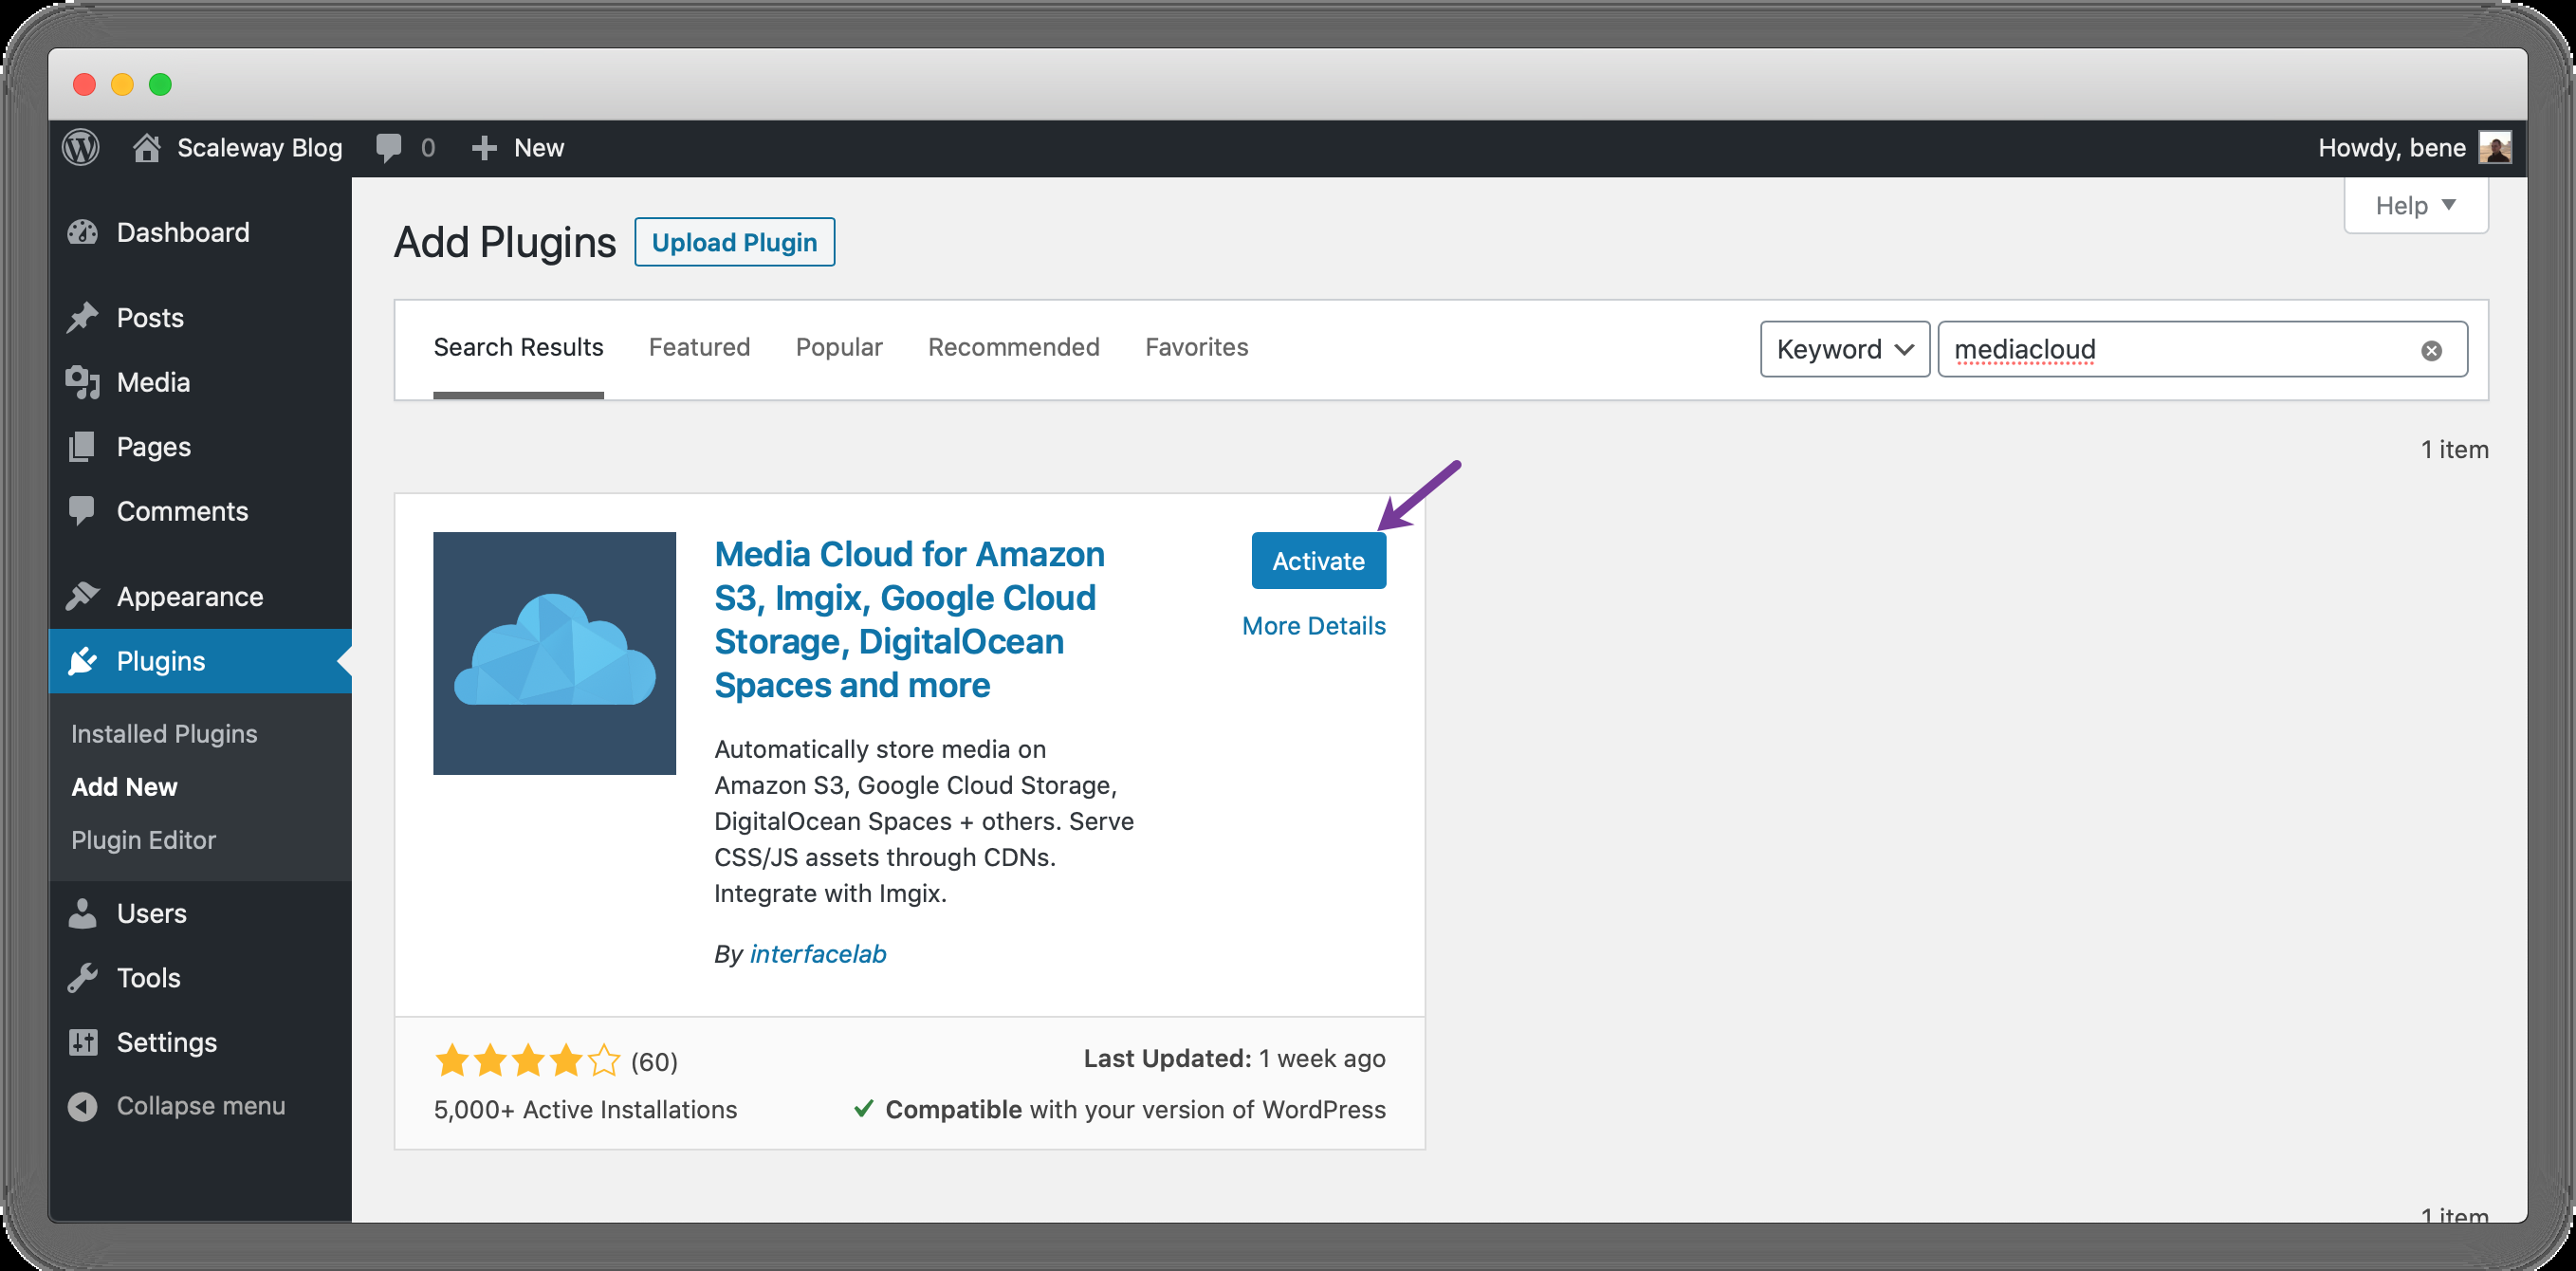 Scaleway Blog 0 New Howdy, bene
Help
Dashboard
Posts
Media
Pages
Comments
Appearance
Plugins
Installed Plugins
Add New
Plugin Editor
Users
Tools
Settings
Collapse menu
Add Plugins Upload Plugin
Search Results Featured Popular Recommended Favorites Keyword mediacloud
1 item
Media Cloud for Amazon
S3, Imgix, Google Cloud
Storage, DigitalOcean
Spaces and more
Activate
More Details
Automatically store media on
Amazon S3, Google Cloud Storage,
DigitalOcean Spaces + others. Serve
CSS/JS assets through CDNs.
Integrate with Imgix.
By interfacelab
(60)
Last Updated: 1 week ago
5,000+ Active Installations
Compatible with your version of WordPress
1 item